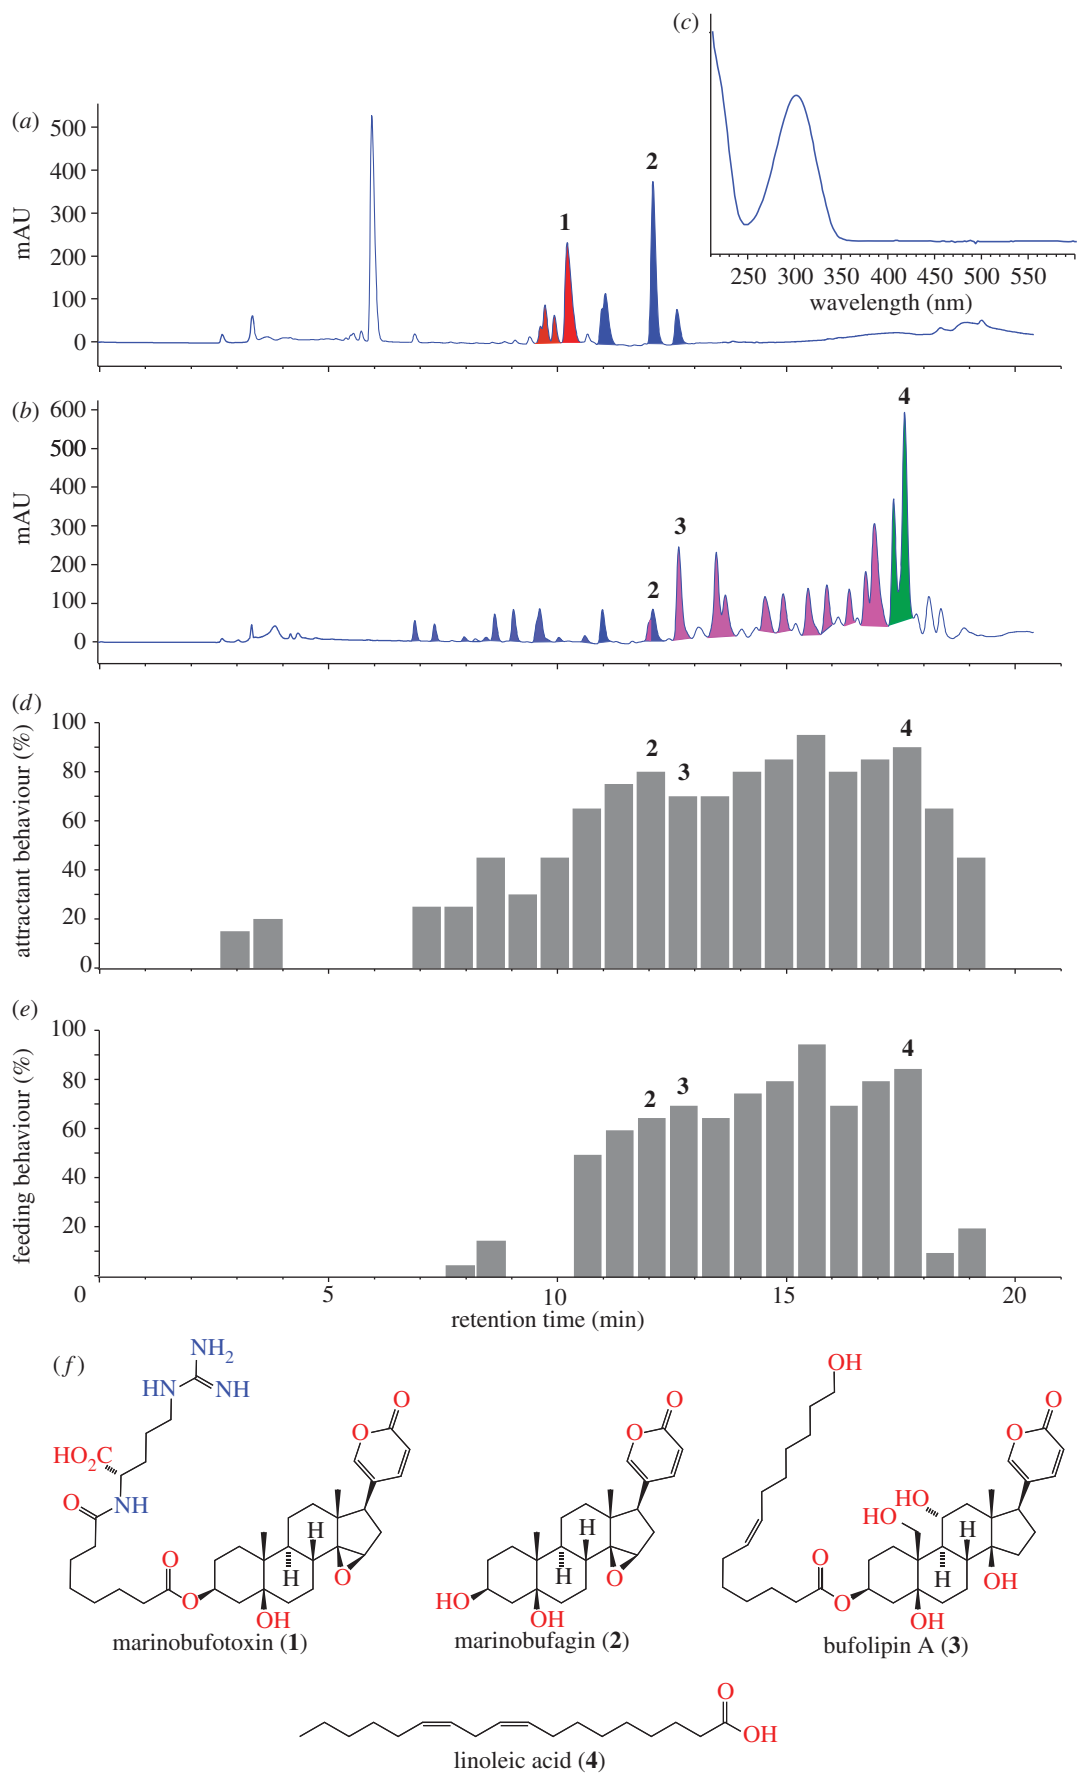 (c)
250 300 350 400 450 500 550
wavelength (nm)
(a)
500
400
300
200
100
0
mAU
1
2
(b)
600
500
400
300
200
100
0
mAU
2
3
4
(d)
100
80
60
40
20
0
attractant behaviour (%)
2
3
4
(e)
100
80
60
40
20
0
feeding behaviour (%)
2
3
4
5 10 15 20
retention time (min)
(f)
NH2
HN NH
HO2C
O NH
O
O
H
H
O
OH
O
O
marinobufotoxin (1)
O
O
H
H
HO
OH
O
marinobufagin (2)
OH
O
O
HO
HO
H
H
O
O
OH
OH
bufolipin A (3)
O
OH
linoleic acid (4)